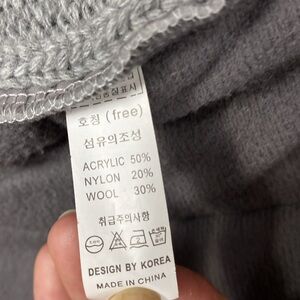 호칭 (free)
섬유의조성
ACRYLIC 50%
NYLON 20%
WOOL : 30%
취급주의사항
DESIGN BY KOREA
MADE IN CHINA